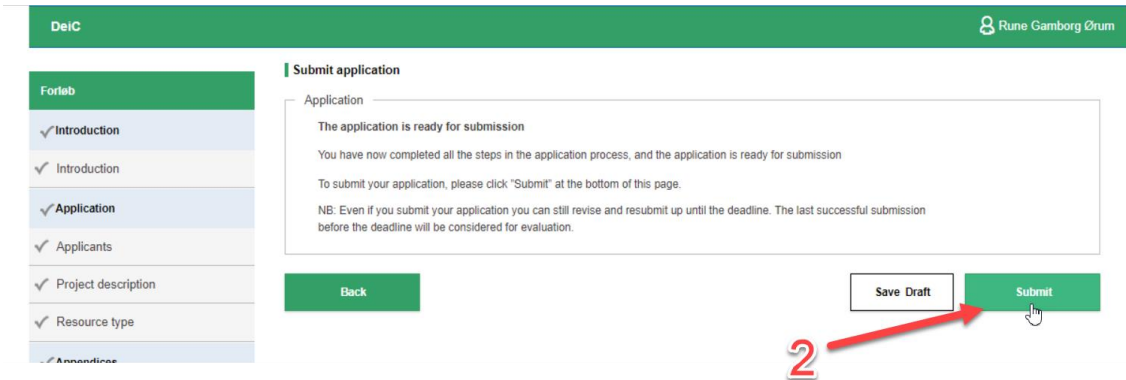 DeiC
Rune Gamborg Ørum
Forløb
Introduction
Introduction
Application
Applicants
Project description
Resource type
Appendices
Submit application
Application
The application is ready for submission
You have now completed all the steps in the application process, and the application is ready for submission
To submit your application, please click "Submit" at the bottom of this page.
NB: Even if you submit your application you can still revise and resubmit up until the deadline. The last successful submission
before the deadline will be considered for evaluation.
Back
Save Draft
Submit
2